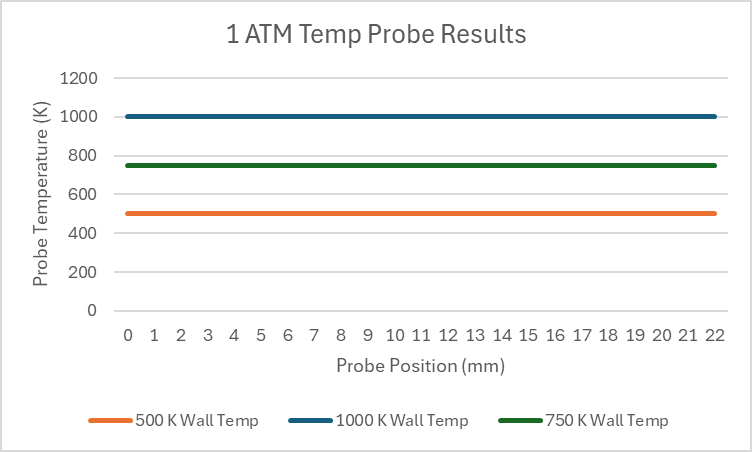 1 ATM Temp Probe Results
Probe Temperature (K)
1200
1000
800
600
400
200
0
0 1 2 3 4 5 6 7 8 9 10 11 12 13 14 15 16 17 18 19 20 21 22
Probe Position (mm)
500 K Wall Temp 1000 K Wall Temp 750 K Wall Temp